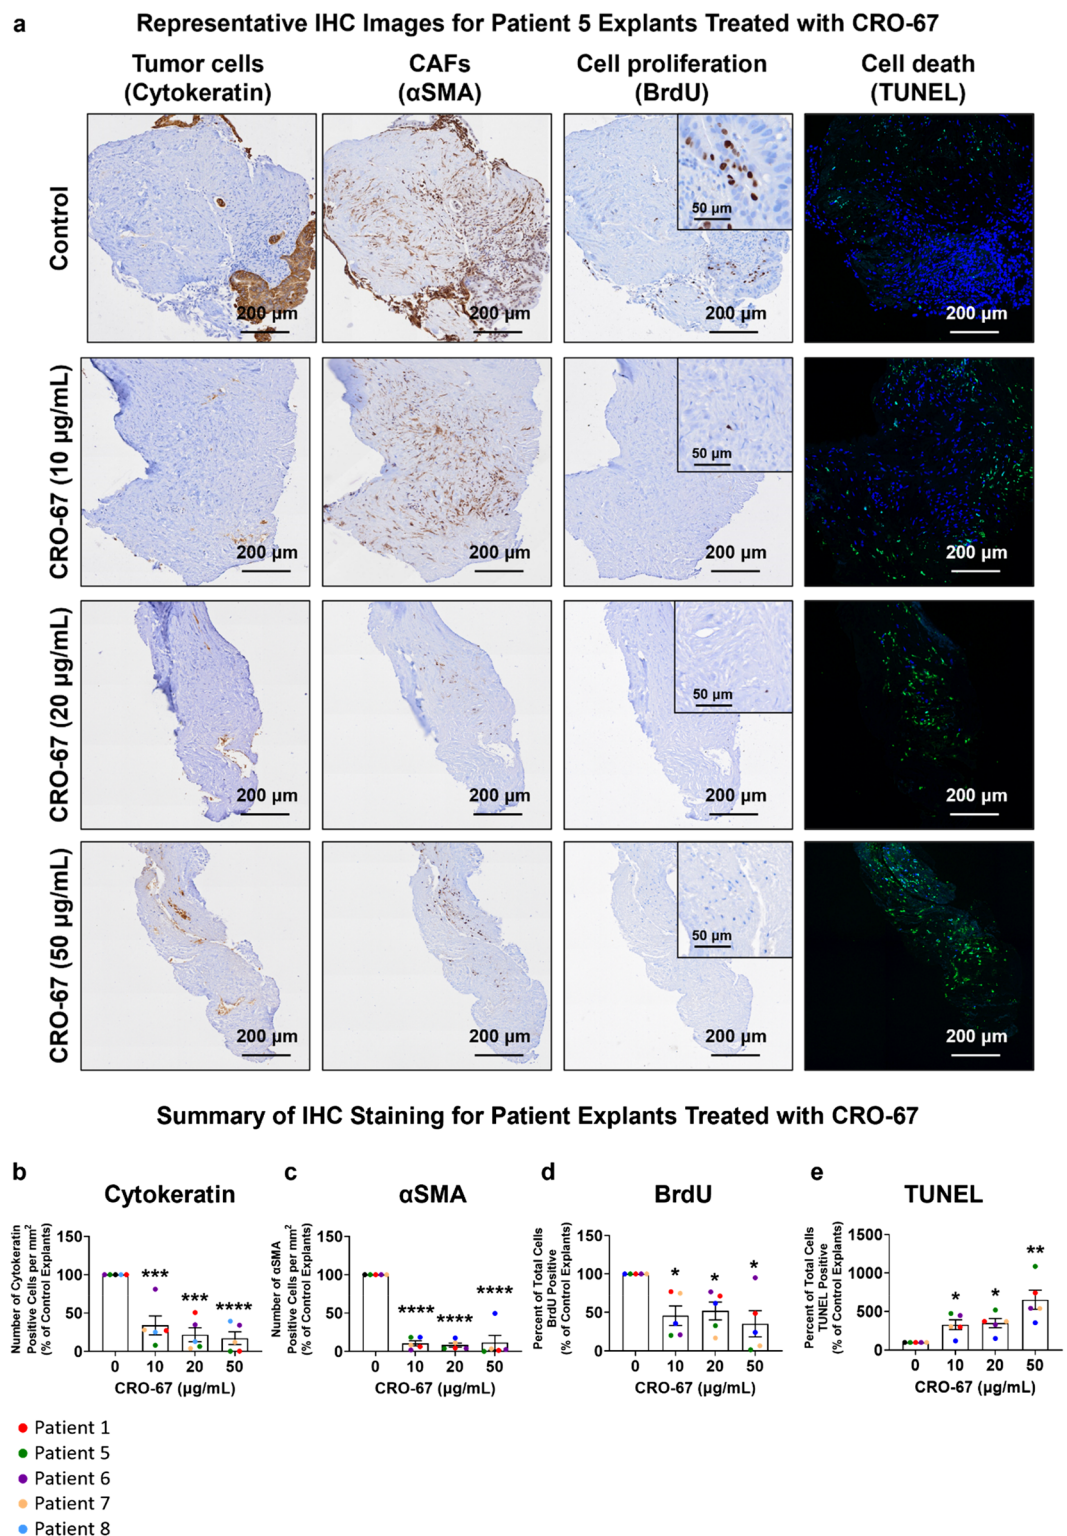 a
Representative IHC Images for Patient 5 Explants Treated with CRO-67
Tumor cells
(Cytokeratin)
CAFs
(αSMA)
Cell proliferation
(BrdU)
Cell death
(TUNEL)
Control
200 µm
200 µm
50 µm
200 µm
200 µm
CRO-67 (10 µg/mL)
200 µm
200 µm
50 µm
200 µm
200 µm
CRO-67 (20 µg/mL)
200 µm
200 µm
50 µm
200 µm
200 µm
CRO-67 (50 µg/mL)
200 µm
200 µm
50 µm
200 µm
200 µm
Summary of IHC Staining for Patient Explants Treated with CRO-67
b
Cytokeratin
Number of Cytokeratin
Positive Cells per mm²
(% of Control Explants)
150
100
50
0
***
***
****
0 10 20 50
CRO-67 (µg/mL)
c
αSMA
Number of αSMA
Positive Cells per mm²
(% of Control Explants)
150
100
50
0
****
****
****
0 10 20 50
CRO-67 (µg/mL)
d
BrdU
Percent of Total Cells
BrdU Positive
(% of Control Explants)
150
100
50
0
*
*
*
0 10 20 50
CRO-67 (µg/mL)
e
TUNEL
Percent of Total Cells
TUNEL Positive
(% of Control Explants)
1500
1000
500
0
*
*
**
0 10 20 50
CRO-67 (µg/mL)
Patient 1
Patient 5
Patient 6
Patient 7
Patient 8